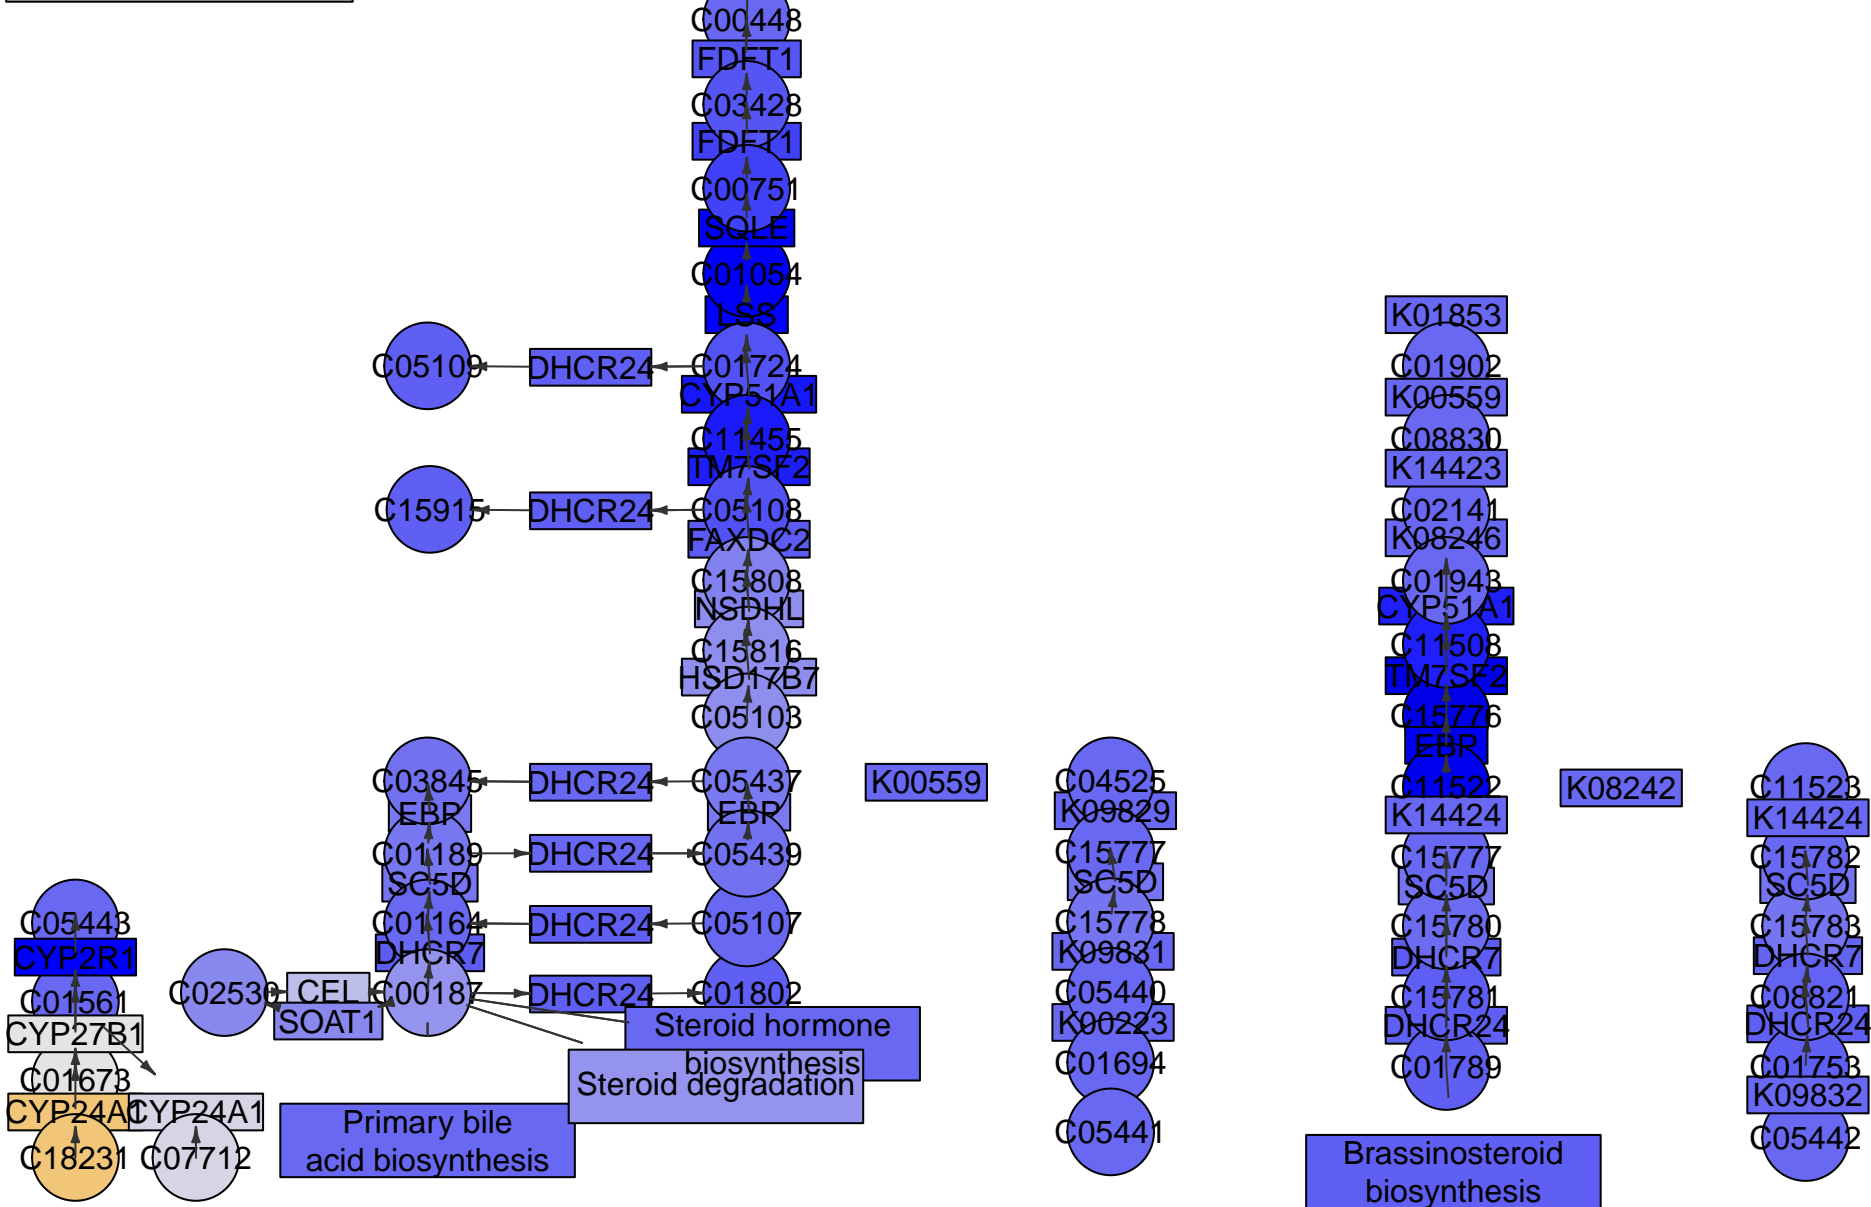 C00448
FDFT1
C03428
FDFT1
C00751
SQLE
C01054
LSS
C05109
DHCR24
C01724
CYP51A1
C11455
TM7SF2
C15915
DHCR24
C05108
FAXDC2
C15808
NSDHL
C15816
HSD17B7
C05103
C03845
DHCR24
C05437
EBP
EBP
C01189
DHCR24
C05439
SC5D
C01164
DHCR24
C05107
DHCR7
C02530
CEL
SOAT1
C00187
DHCR24
C01802
Steroid hormone
biosynthesis
Steroid degradation
Primary bile
acid biosynthesis
C05443
CYP2R1
C01561
CYP27B1
C01673
CYP24A1
CYP24A1
C18231
C07712
K00559
C04525
K09829
C15777
SC5D
C15778
K09831
C05440
K00223
C01694
C05441
K01853
C01902
K00559
C08830
K14423
C02141
K08246
C01943
CYP51A1
C11508
TM7SF2
C15776
EBP
C11522
K14424
C15777
SC5D
C15780
DHCR7
C15781
DHCR24
C01789
Brassinosteroid
biosynthesis
K08242
C11523
K14424
C15782
SC5D
C15783
DHCR7
C08821
DHCR24
C01753
K09832
C05442